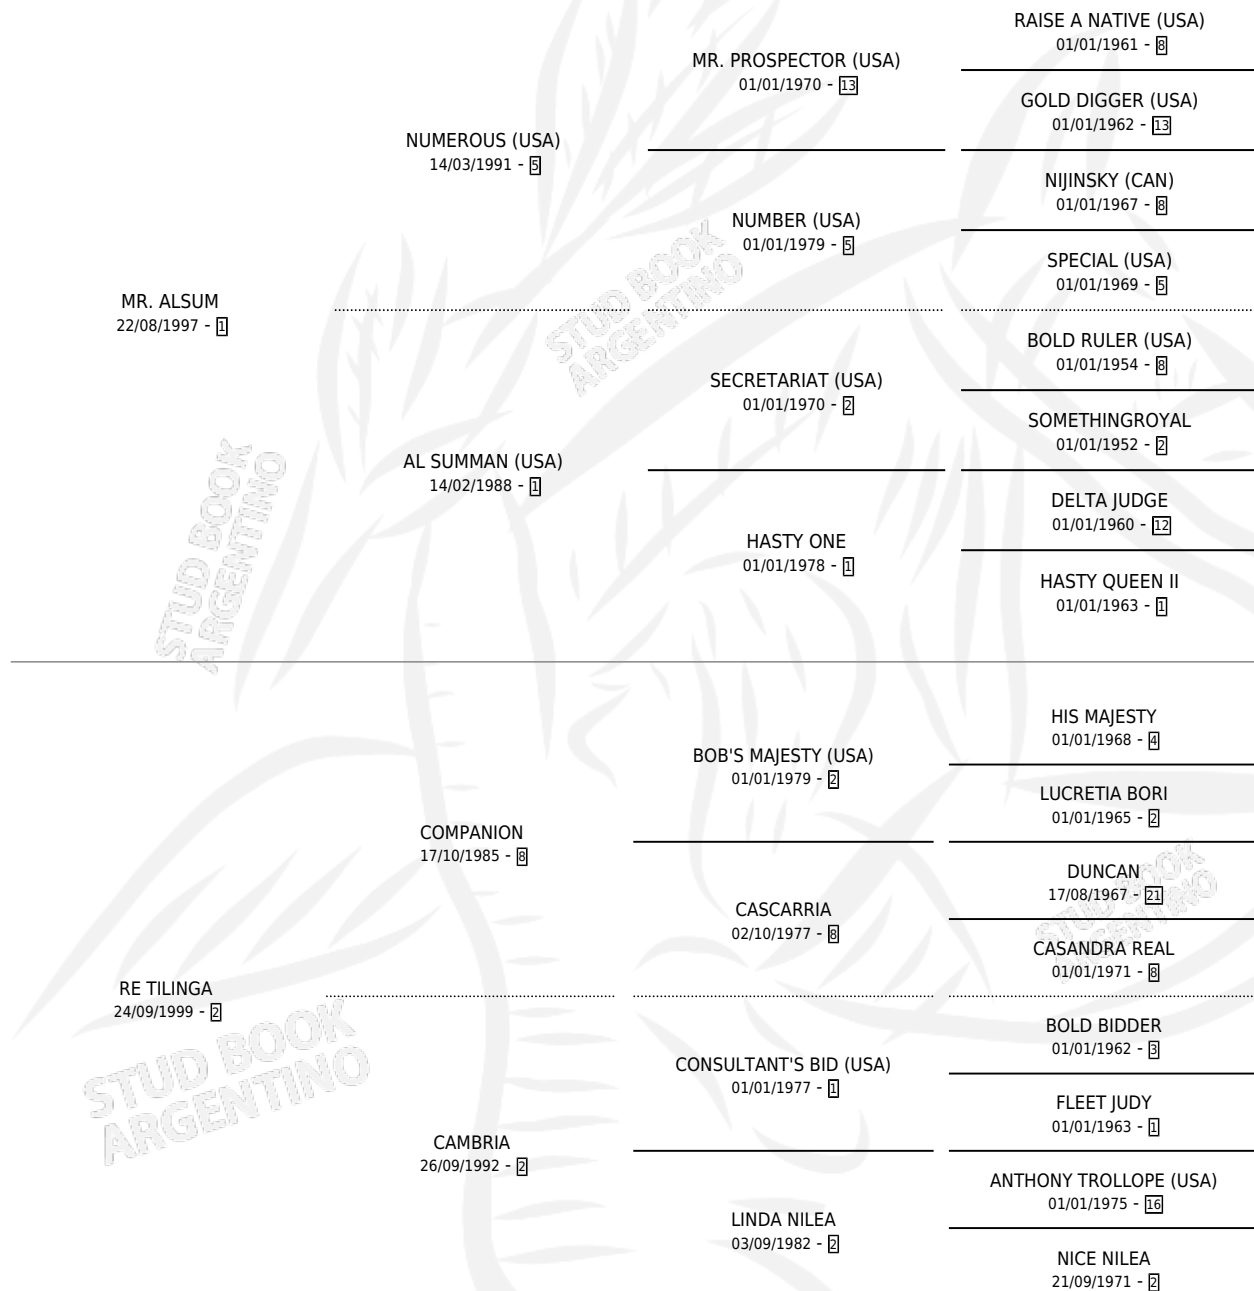 RAISE A NATIVE (USA)
01/01/1961 - 8
MR. PROSPECTOR (USA)
01/01/1970 - 13
GOLD DIGGER (USA)
01/01/1962 - 13
NUMEROUS (USA)
14/03/1991 - 5
NIJINSKY (CAN)
01/01/1967 - 8
NUMBER (USA)
01/01/1979 - 5
SPECIAL (USA)
01/01/1969 - 5
MR. ALSUM
22/08/1997 - 1
STUD BOOK
ARGENTINO
BOLD RULER (USA)
01/01/1954 - 8
SECRETARIAT (USA)
01/01/1970 - 2
SOMETHINGROYAL
01/01/1952 - 2
AL SUMMAN (USA)
14/02/1988 - 1
DELTA JUDGE
01/01/1960 - 12
HASTY ONE
01/01/1978 - 1
HASTY QUEEN II
01/01/1963 - 1
STUD BOOK
ARGENTINO
HIS MAJESTY
01/01/1968 - 4
BOB'S MAJESTY (USA)
01/01/1979 - 2
LUCRETIA BORI
01/01/1965 - 2
COMPANION
17/10/1985 - 8
DUNCAN
17/08/1967 - 21
STUD BOOK
ARGENTINO
CASCARRIA
02/10/1977 - 8
CASANDRA REAL
01/01/1971 - 8
RE TILINGA
24/09/1999 - 2
STUD BOOK
ARGENTINO
BOLD BIDDER
01/01/1962 - 3
CONSULTANT'S BID (USA)
01/01/1977 - 1
FLEET JUDY
01/01/1963 - 1
CAMBRIA
26/09/1992 - 2
ANTHONY TROLLOPE (USA)
01/01/1975 - 16
LINDA NILEA
03/09/1982 - 2
NICE NILEA
21/09/1971 - 2